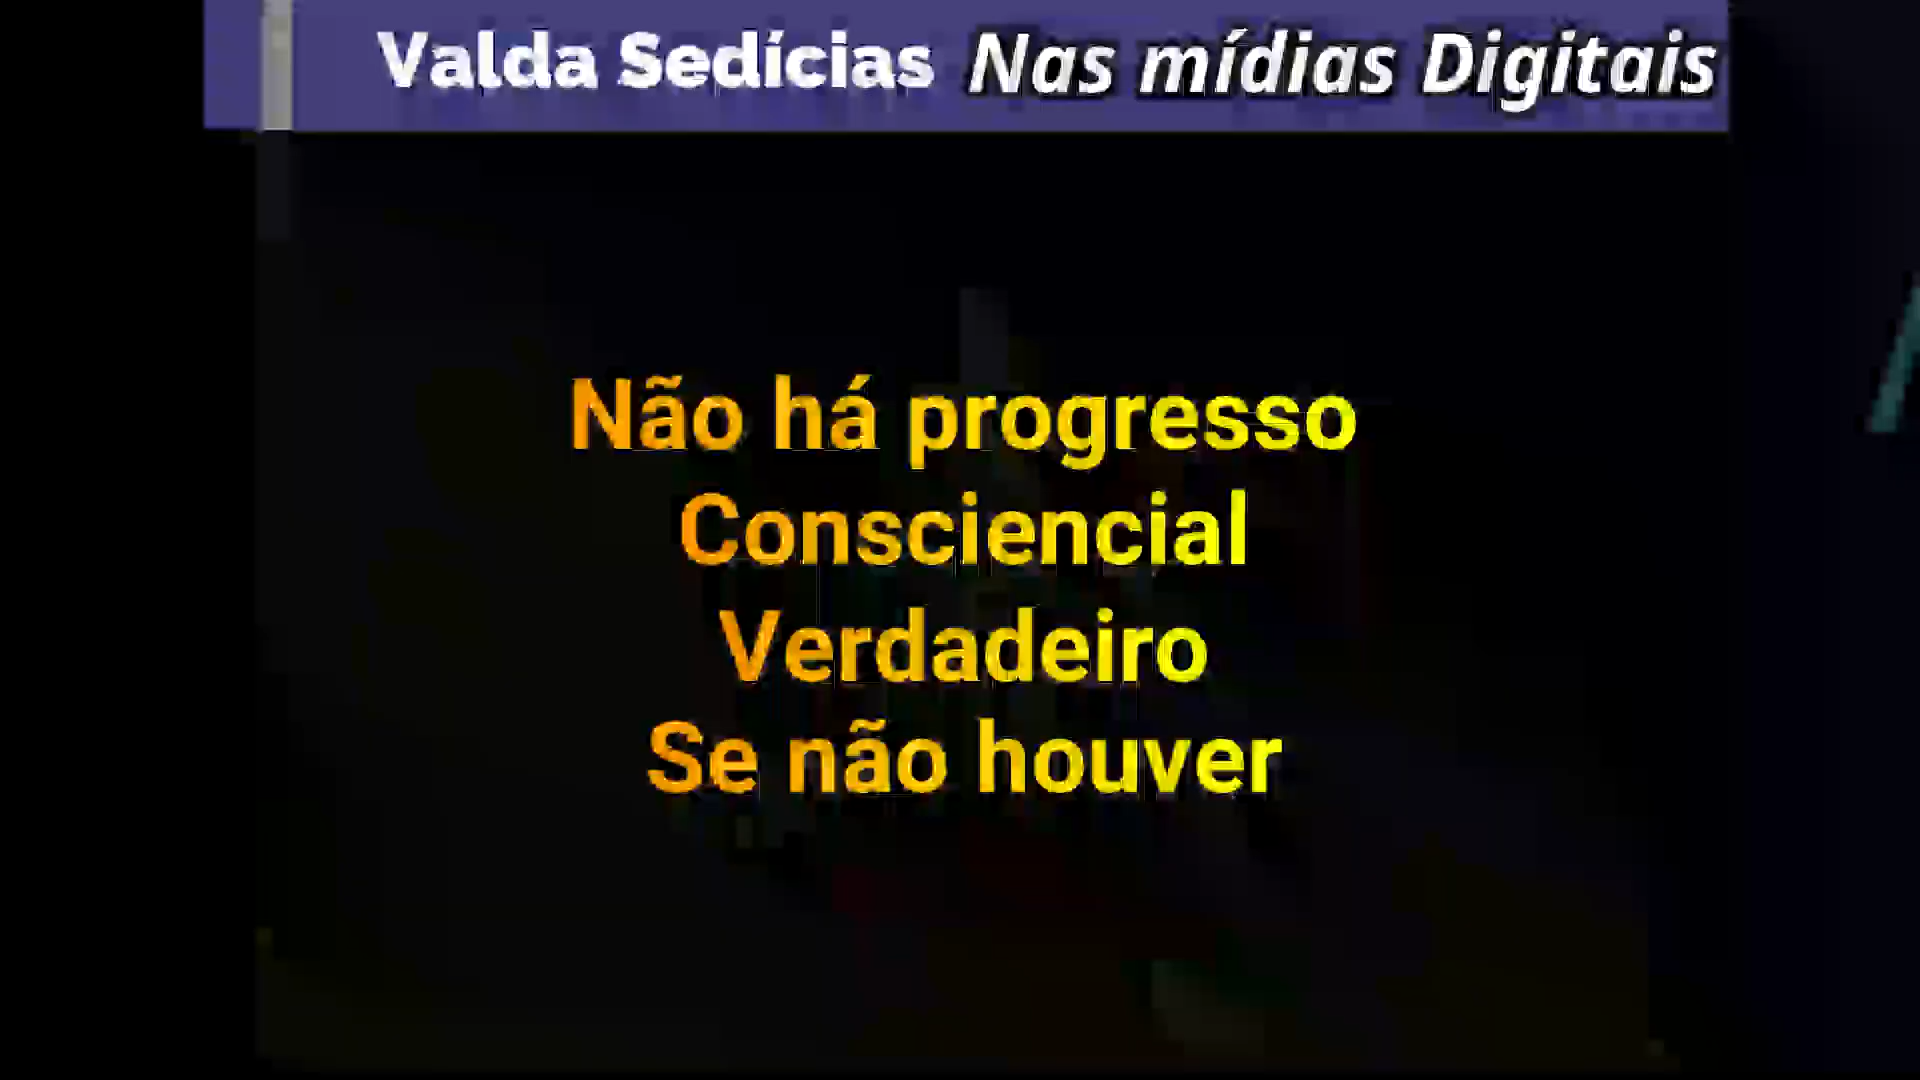 Valda Sedícias Nas mídias Digitais
Não há progresso
Consciencial
Verdadeiro
Se não houver